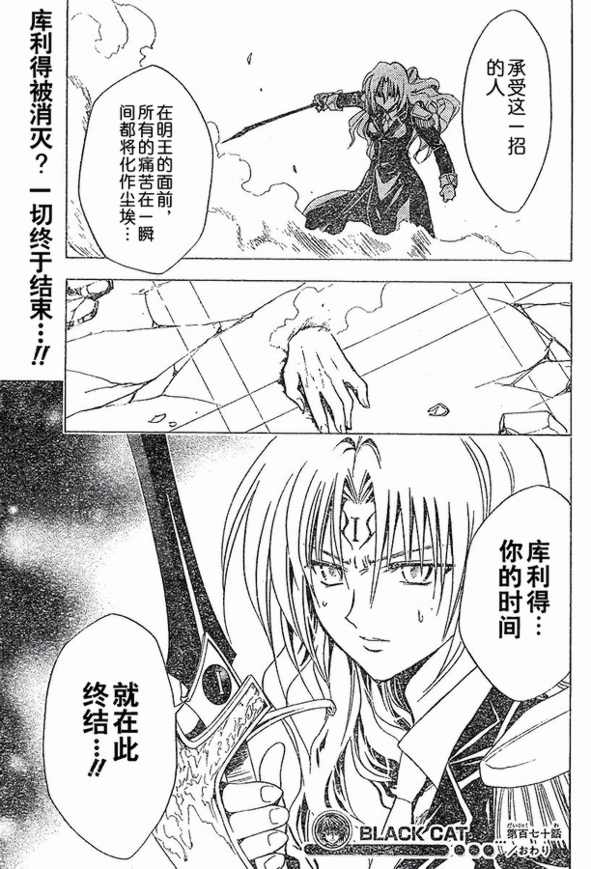 承受这一招
的人
在明王的面前，
所有的痛苦在一瞬
间都将化作尘埃…
库利得被消灭？一切终于结束…!!
库利得…
你的时间
就在此
终结…!!
I
BLACK CAT
第百七十話
おわり